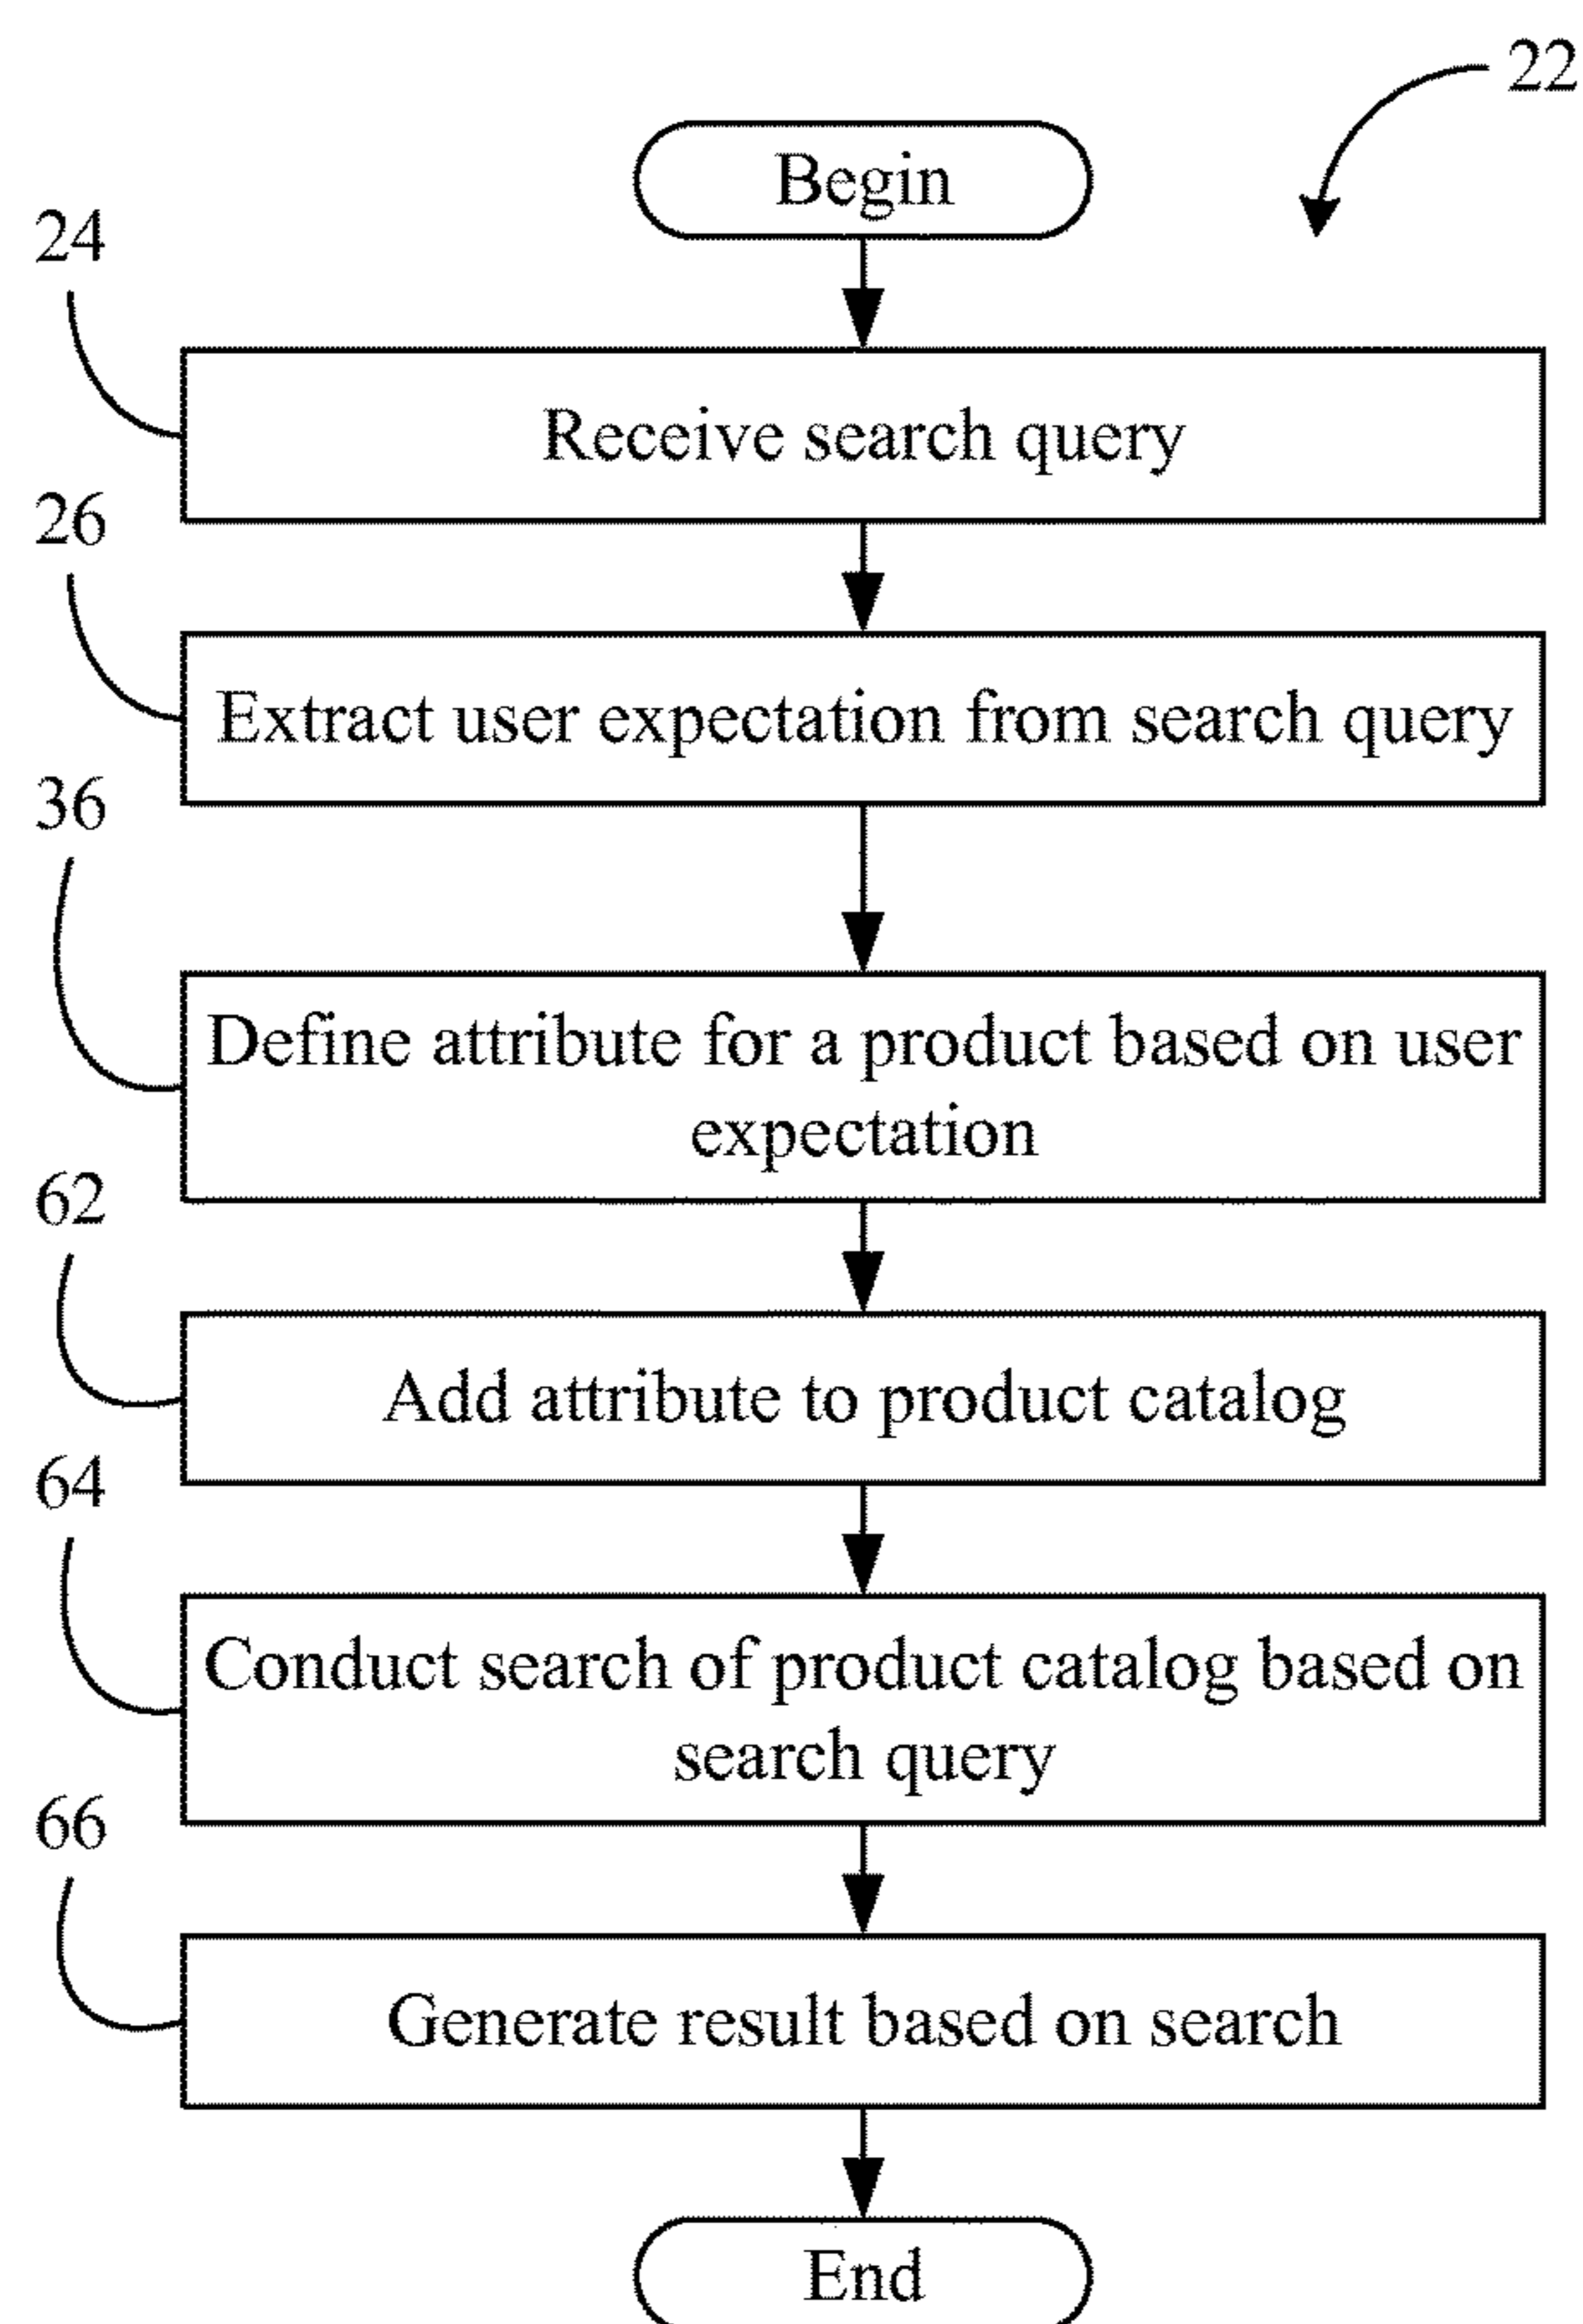 22
Begin
24
Receive search query
26
Extract user expectation from search query
36
Define attribute for a product based on user
expectation
62
Add attribute to product catalog
64
Conduct search of product catalog based on
search query
66
Generate result based on search
End